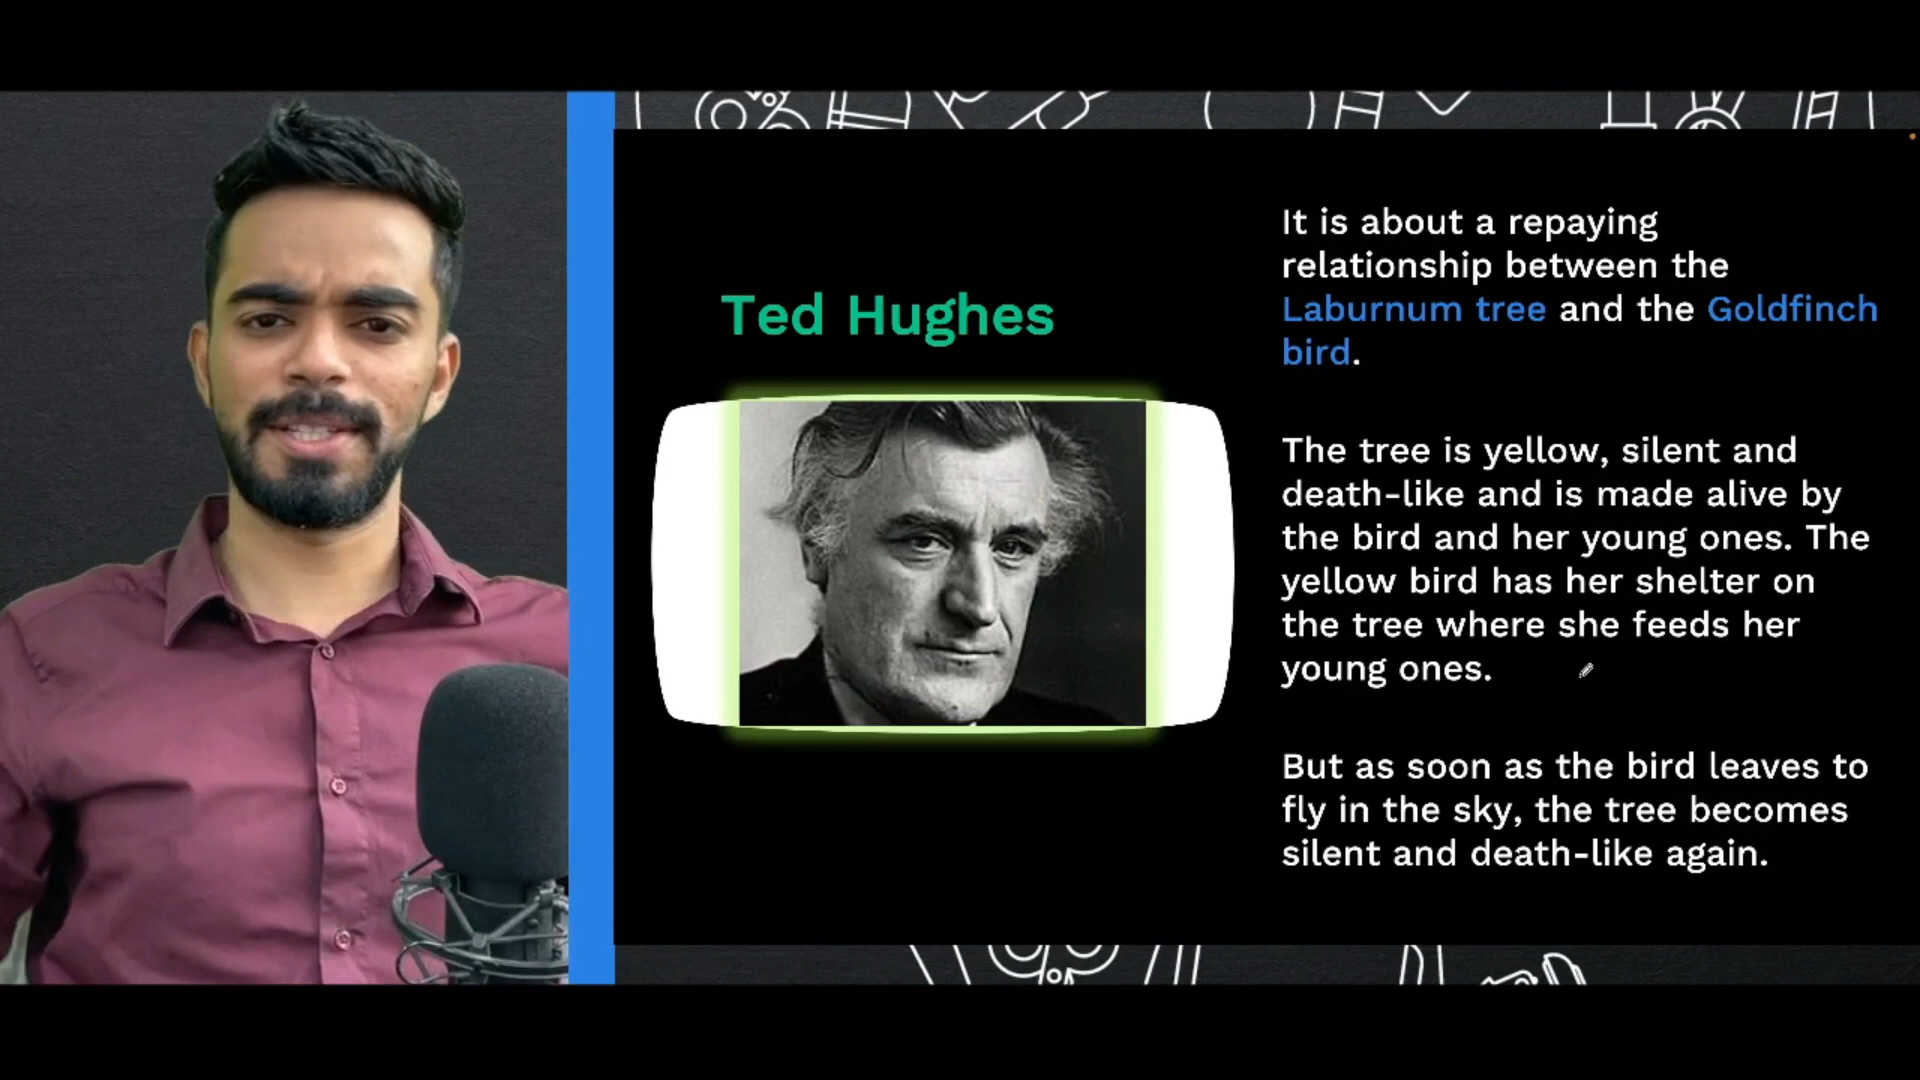 Ted Hughes
It is about a repaying
relationship between the
Laburnum tree and the Goldfinch
bird.
The tree is yellow, silent and
death-like and is made alive by
the bird and her young ones. The
yellow bird has her shelter on
the tree where she feeds her
young ones.
But as soon as the bird leaves to
fly in the sky, the tree becomes
silent and death-like again.